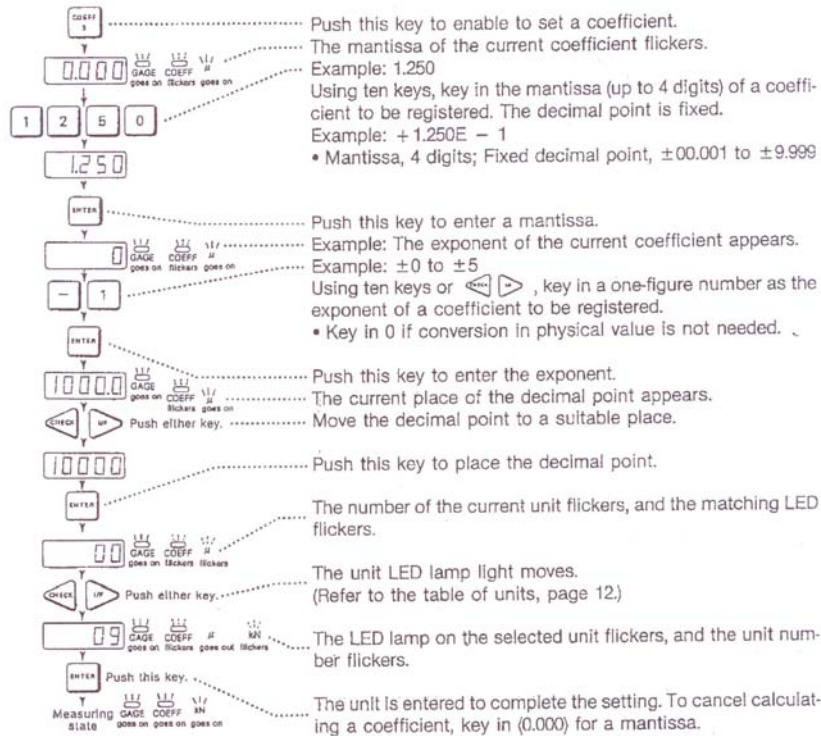 COEFF
Push this key to enable to set a coefficient.
The mantissa of the current coefficient flickers.
0.000 GAGE COEFF μ
goes on flickers goes on
Example: 1.250
Using ten keys, key in the mantissa (up to 4 digits) of a coeffi-
cient to be registered. The decimal point is fixed.
1 2 5 0
Example: +1.250E − 1
• Mantissa, 4 digits; Fixed decimal point, ±00.001 to ±9.999
1.250
ENTER
Push this key to enter a mantissa.
Example: The exponent of the current coefficient appears.
0 GAGE COEFF μ
goes on flickers goes on
Example: ±0 to ±5
Using ten keys or CHECK UP , key in a one-figure number as the
exponent of a coefficient to be registered.
− 1
• Key in 0 if conversion in physical value is not needed.
ENTER
Push this key to enter the exponent.
1000.0 GAGE COEFF μ
goes on flickers goes on
The current place of the decimal point appears.
CHECK UP Push either key.
Move the decimal point to a suitable place.
10000
Push this key to place the decimal point.
ENTER
The number of the current unit flickers, and the matching LED
flickers.
00 GAGE COEFF μ
goes on flickers flickers
The unit LED lamp light moves.
CHECK UP Push either key.
(Refer to the table of units, page 12.)
09 GAGE COEFF μ kN
goes on flickers goes out flickers
The LED lamp on the selected unit flickers, and the unit num-
ber flickers.
ENTER Push this key.
The unit is entered to complete the setting. To cancel calculat-
ing a coefficient, key in (0.000) for a mantissa.
Measuring state GAGE COEFF kN
goes on goes on goes on